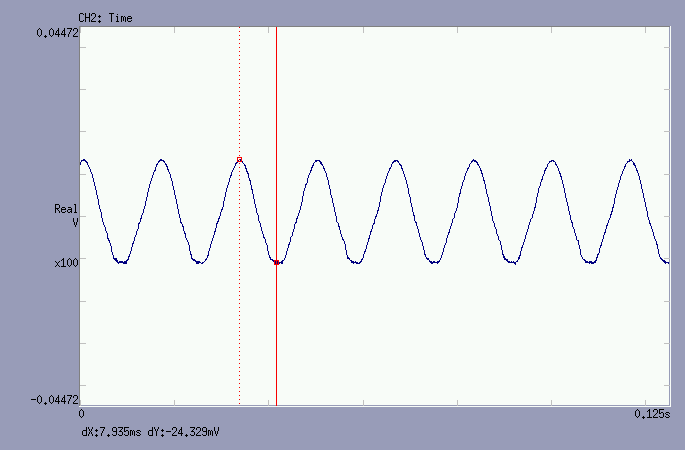 CH2: Time
0.04472
Real
V
x100
-0.04472
0 0.125s
dX:7.935ms dY:-24.329mV